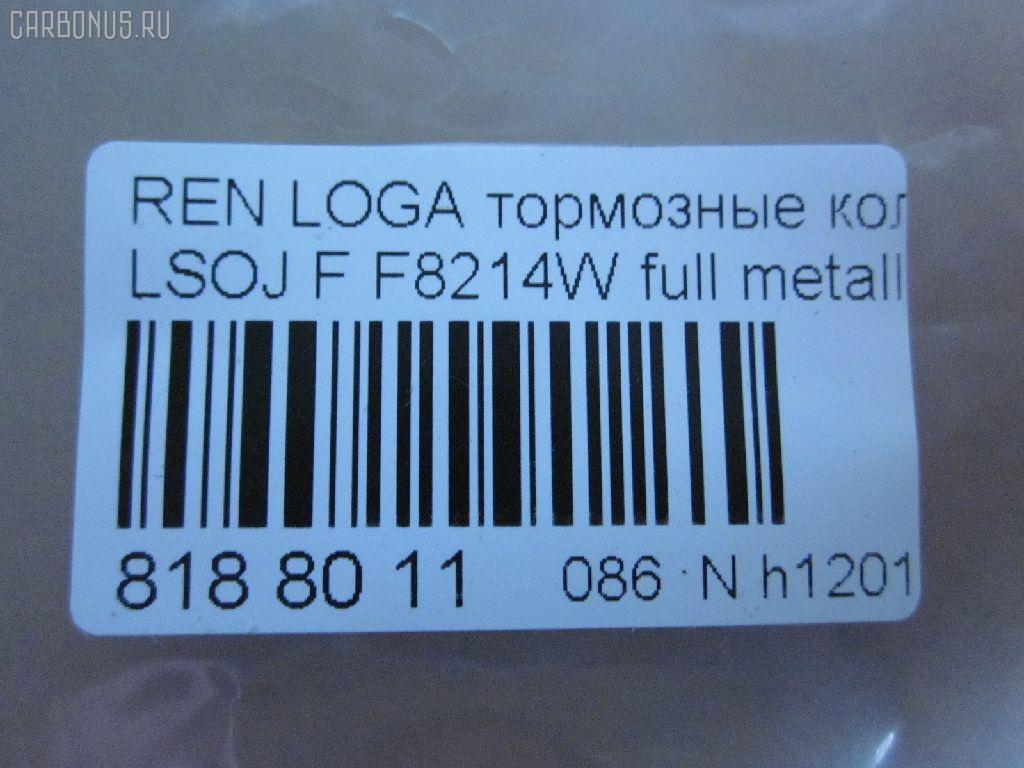 CARBONUS.RU
REN LOGA тормозные кол
LSOJ F F8214W full metall
818 80 11 086 N h1201